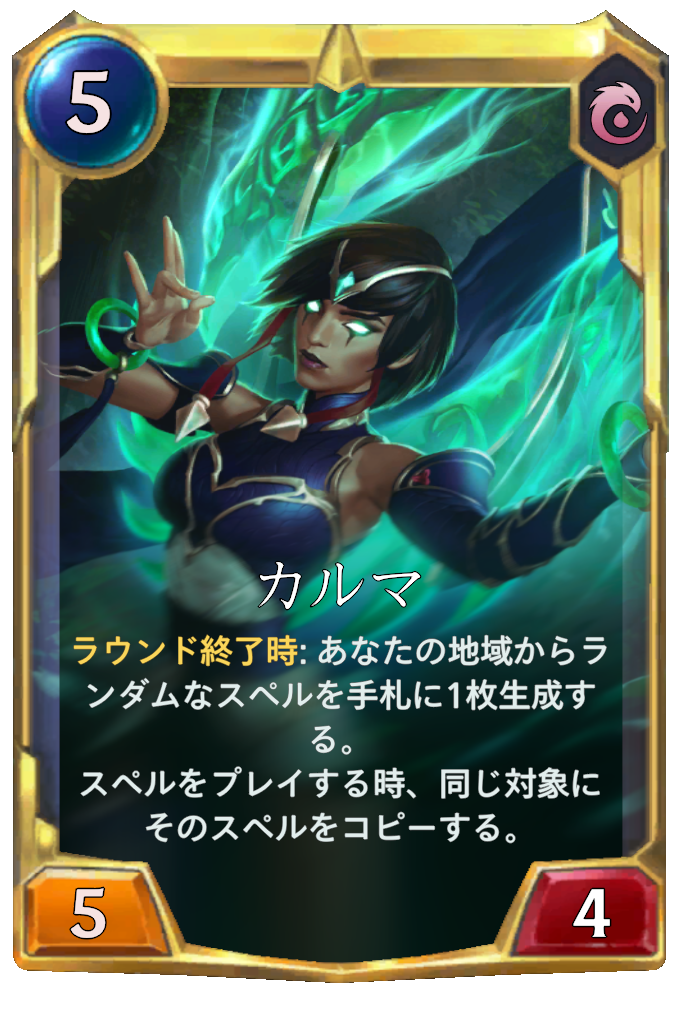 5
カルマ
ラウンド終了時: あなたの地域からラ
ンダムなスペルを手札に1枚生成す
る。
スペルをプレイする時、同じ対象に
そのスペルをコピーする。
5
4